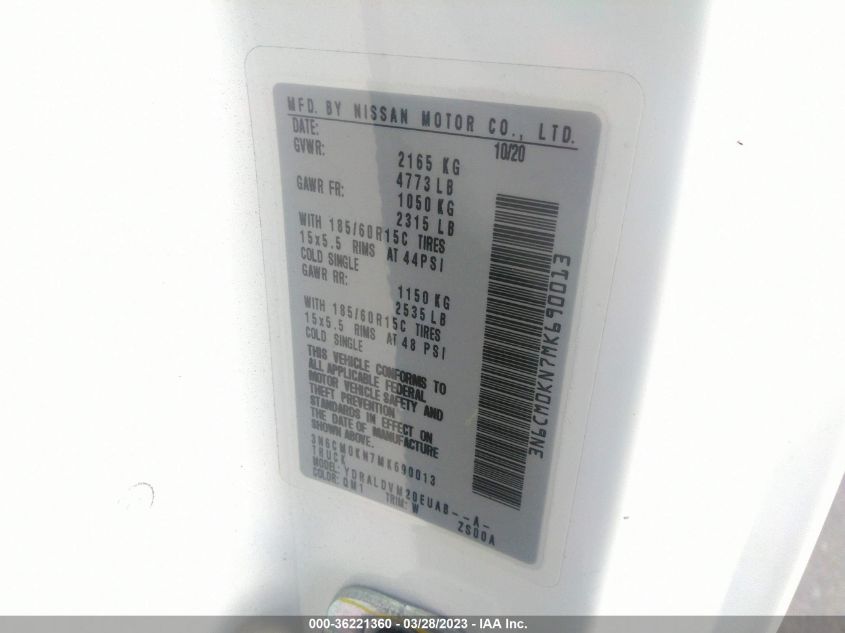 MFD. BY NISSAN MOTOR CO., LTD.
DATE: 10/20
GVWR: 2165 KG
4773 LB
GAWR FR: 1050 KG
2315 LB
WITH 185/60R15C TIRES
15x5.5 RIMS AT 44PSI
COLD SINGLE
GAWR RR: 1150 KG
2535 LB
WITH 185/60R15C TIRES
15x5.5 RIMS AT 48 PSI
COLD SINGLE
THIS VEHICLE CONFORMS TO
ALL APPLICABLE FEDERAL
MOTOR VEHICLE SAFETY AND
THEFT PREVENTION
STANDARDS IN EFFECT ON
THE DATE OF MANUFACTURE
SHOWN ABOVE.
3N6CM0KN7MK690013
TRUCK
MODEL: YDRALDVM20EUAB--A-
COLOR: QM1 TRIM: W ZS00A
3N6CM0KN7MK690013
000-36221360 — 03/28/2023 — IAA Inc.